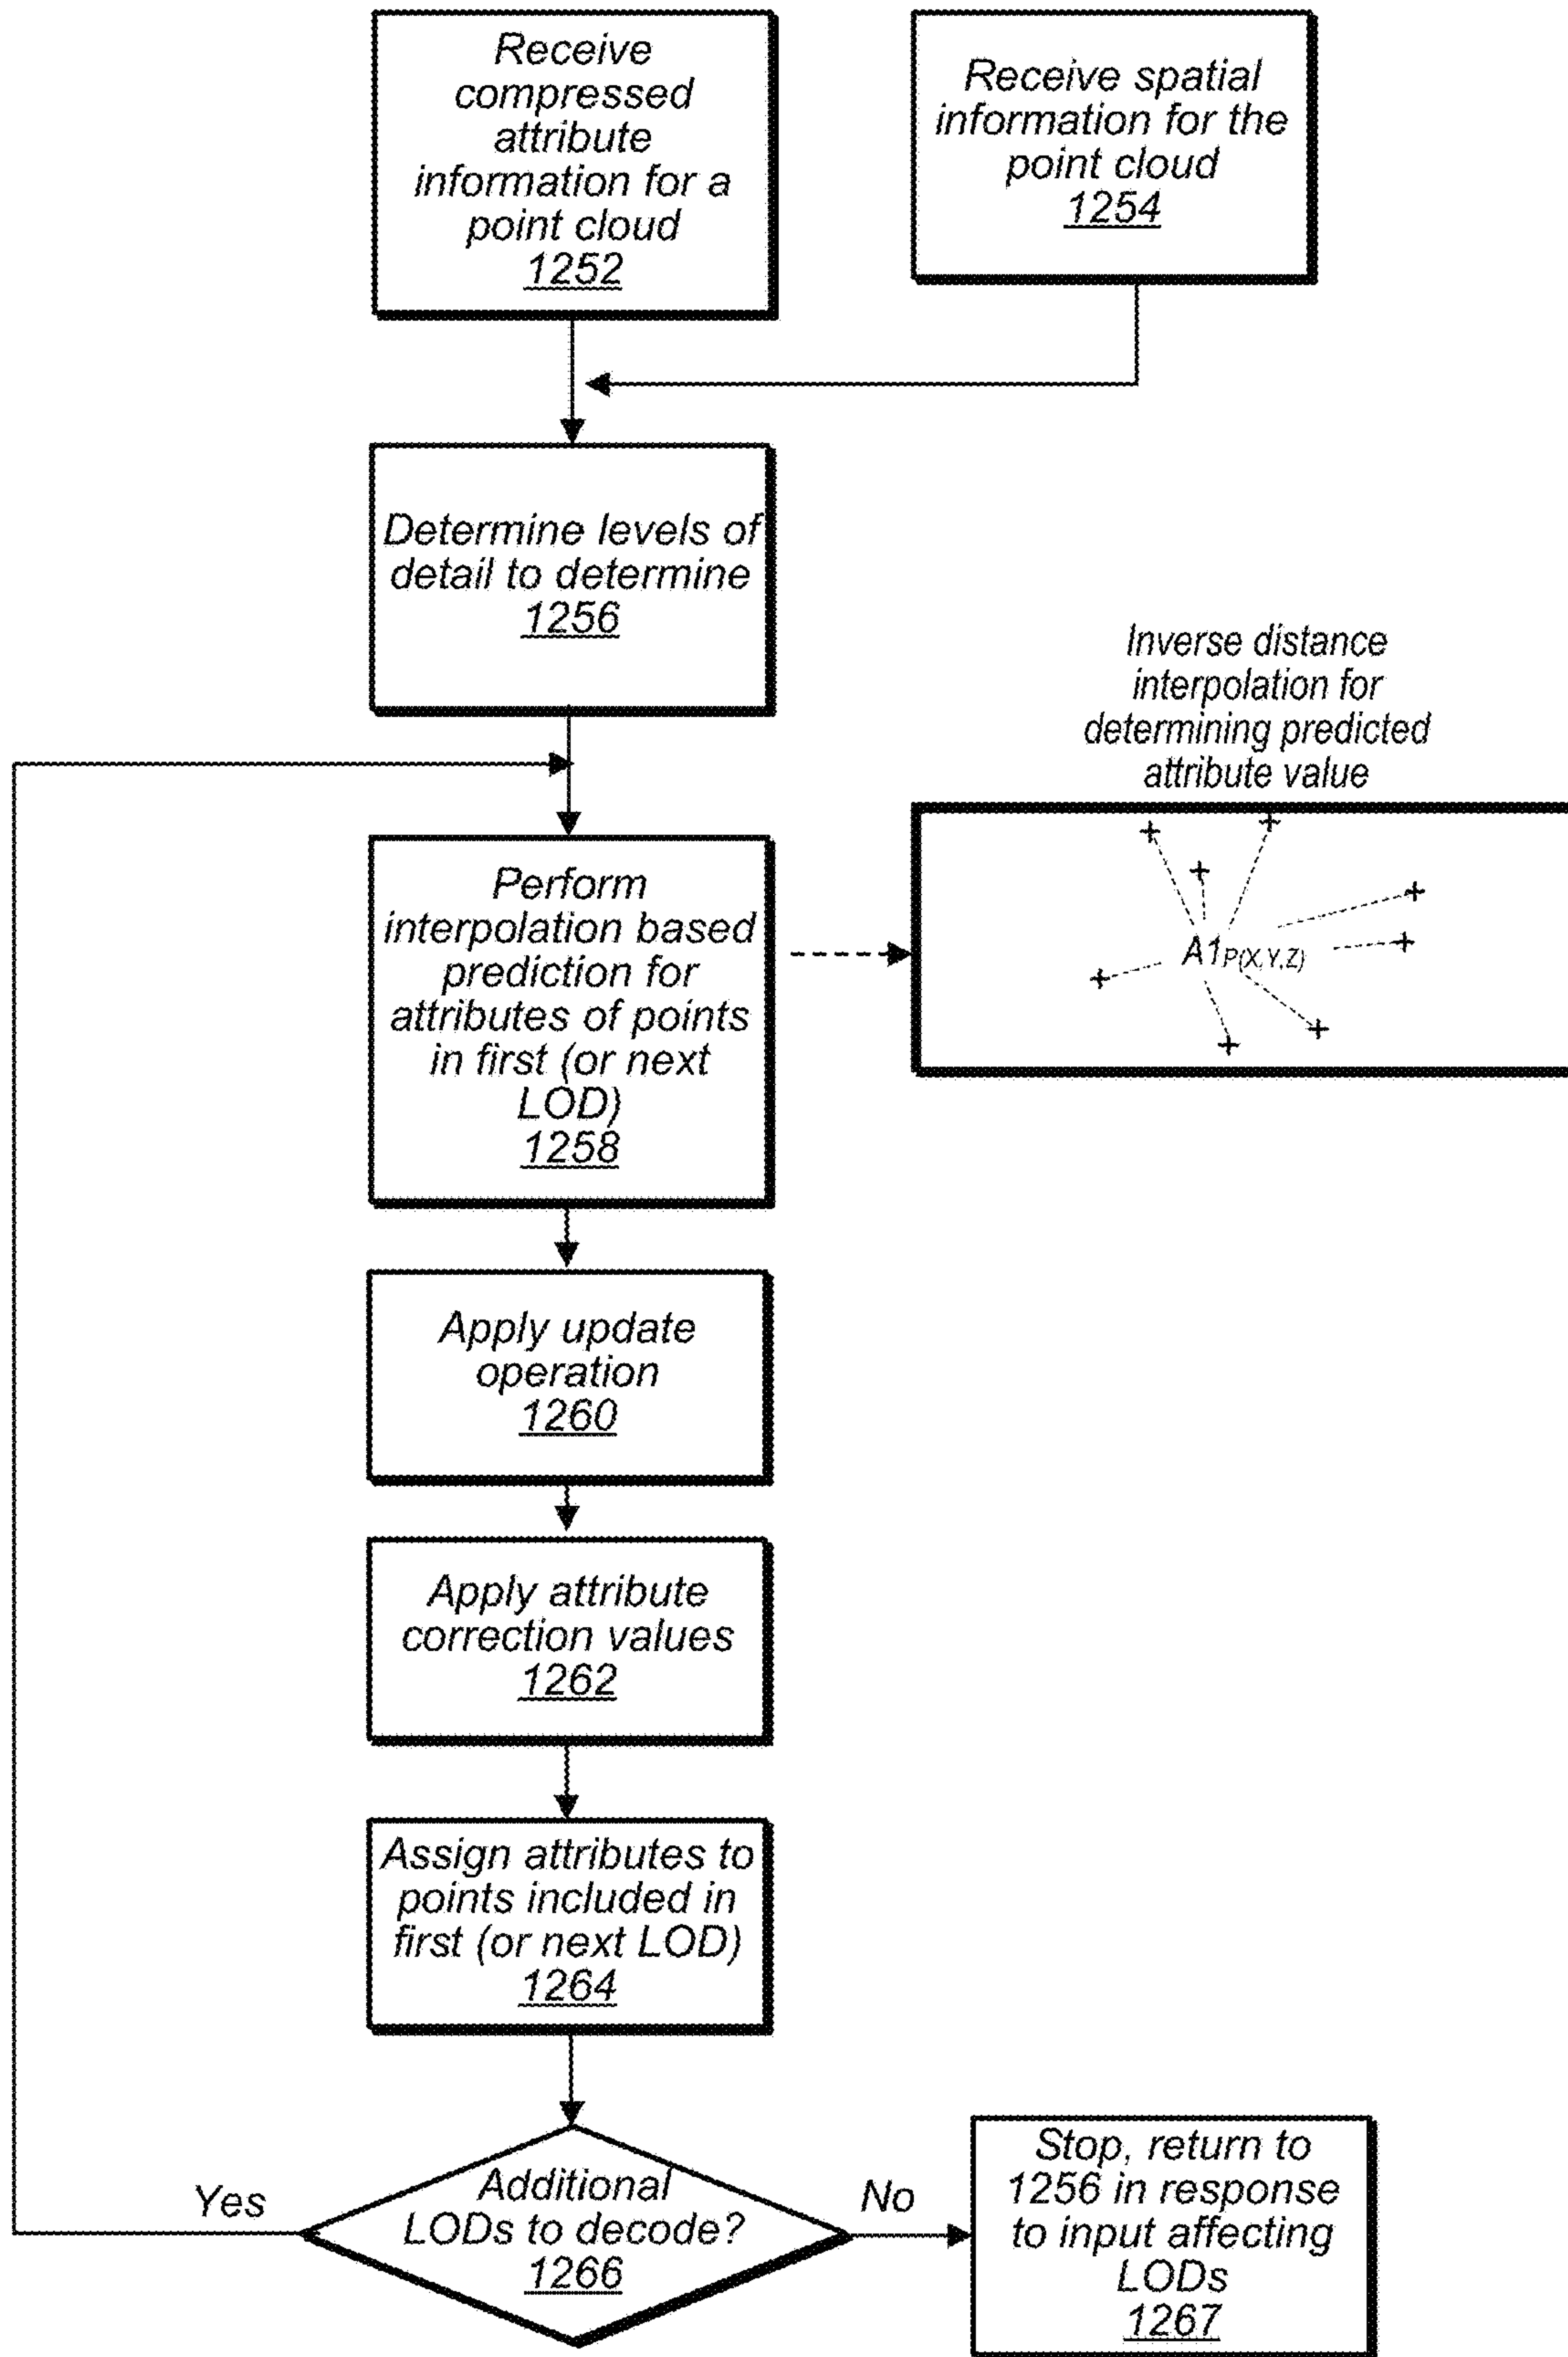 Receive
compressed
attribute
information for a
point cloud
1252
Receive spatial
information for the
point cloud
1254
Determine levels of
detail to determine
1256
Inverse distance
interpolation for
determining predicted
attribute value
Perform
interpolation based
prediction for
attributes of points
in first (or next
LOD)
1258
A1P(X,Y,Z)
Apply update
operation
1260
Apply attribute
correction values
1262
Assign attributes to
points included in
first (or next LOD)
1264
Additional
LODs to decode?
1266
Yes
No
Stop, return to
1256 in response
to input affecting
LODs
1267